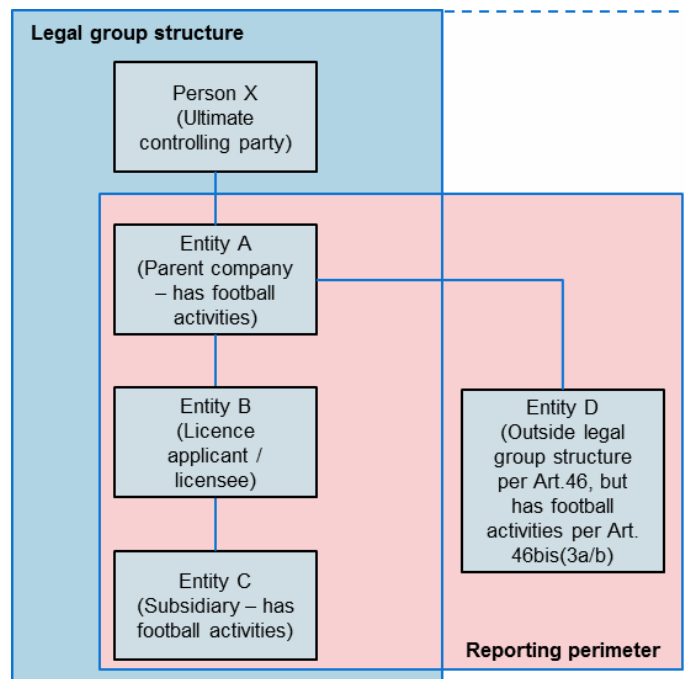 Legal group structure
Person X
(Ultimate
controlling party)
Entity A
(Parent company
– has football
activities)
Entity B
(Licence
applicant /
licensee)
Entity C
(Subsidiary – has
football activities)
Entity D
(Outside legal
group structure
per Art.46, but
has football
activities per Art.
46bis(3a/b)
Reporting perimeter